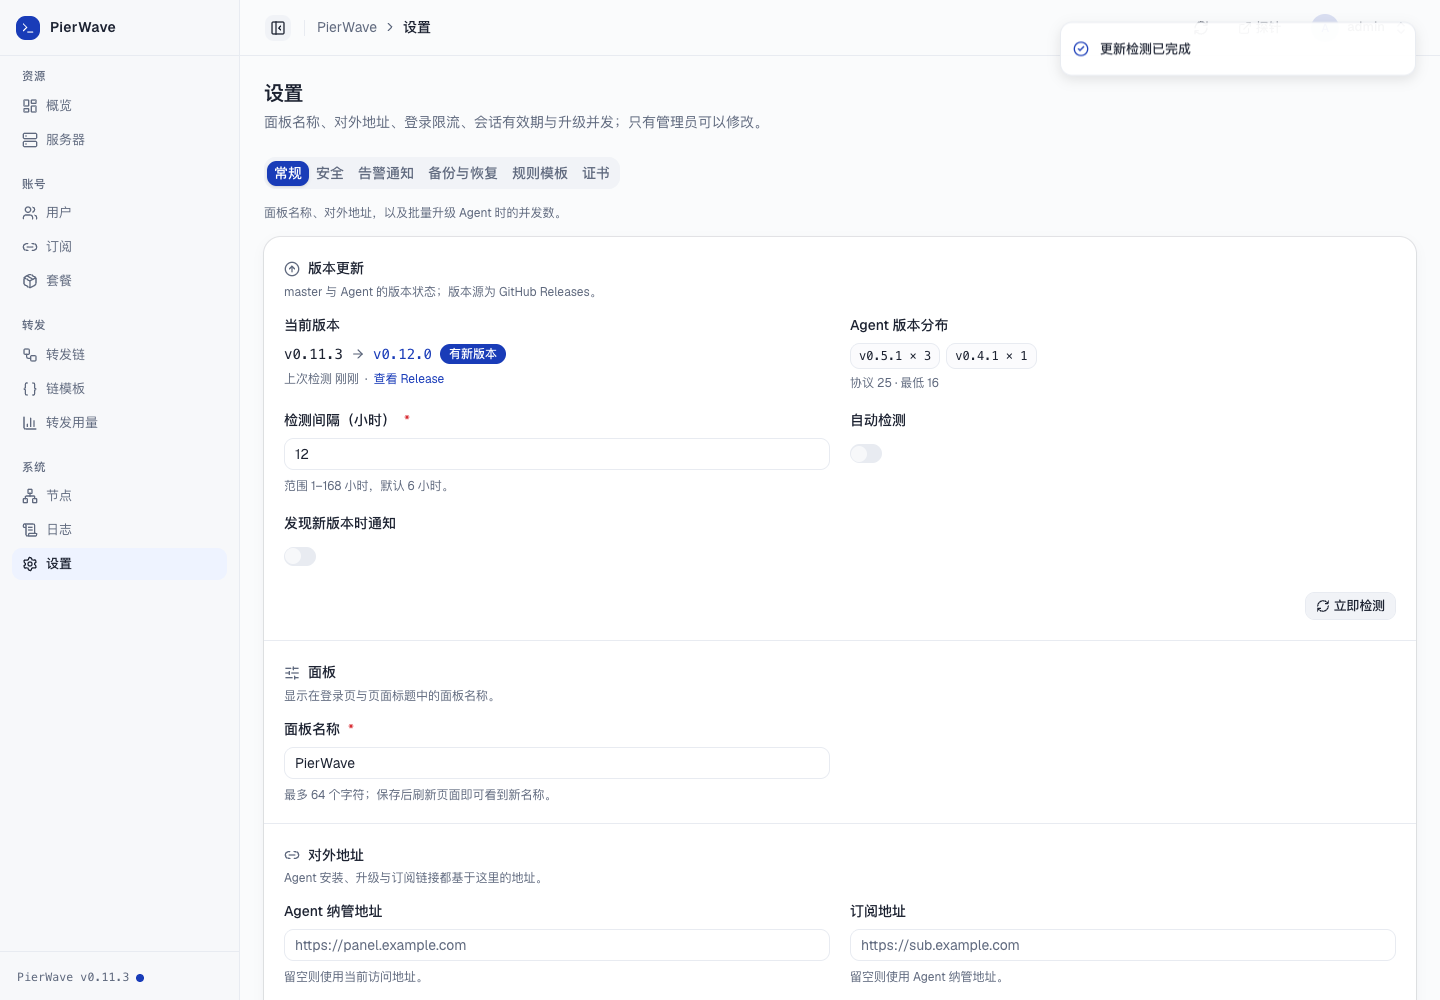 PierWave
资源
概览
服务器
账号
用户
订阅
套餐
转发
转发链
链模板
转发用量
系统
节点
日志
设置
PierWave v0.11.3
PierWave > 设置
更新检测已完成
设置
面板名称、对外地址、登录限流、会话有效期与升级并发；只有管理员可以修改。
常规 安全 告警通知 备份与恢复 规则模板 证书
面板名称、对外地址，以及批量升级 Agent 时的并发数。
版本更新
master 与 Agent 的版本状态；版本源为 GitHub Releases。
当前版本
v0.11.3 → v0.12.0 有新版本
上次检测 刚刚 · 查看 Release
Agent 版本分布
v0.5.1 × 3 v0.4.1 × 1
协议 25 · 最低 16
检测间隔（小时） *
12
范围 1–168 小时，默认 6 小时。
自动检测
发现新版本时通知
立即检测
面板
显示在登录页与页面标题中的面板名称。
面板名称 *
PierWave
最多 64 个字符；保存后刷新页面即可看到新名称。
对外地址
Agent 安装、升级与订阅链接都基于这里的地址。
Agent 纳管地址
https://panel.example.com
留空则使用当前访问地址。
订阅地址
https://sub.example.com
留空则使用 Agent 纳管地址。